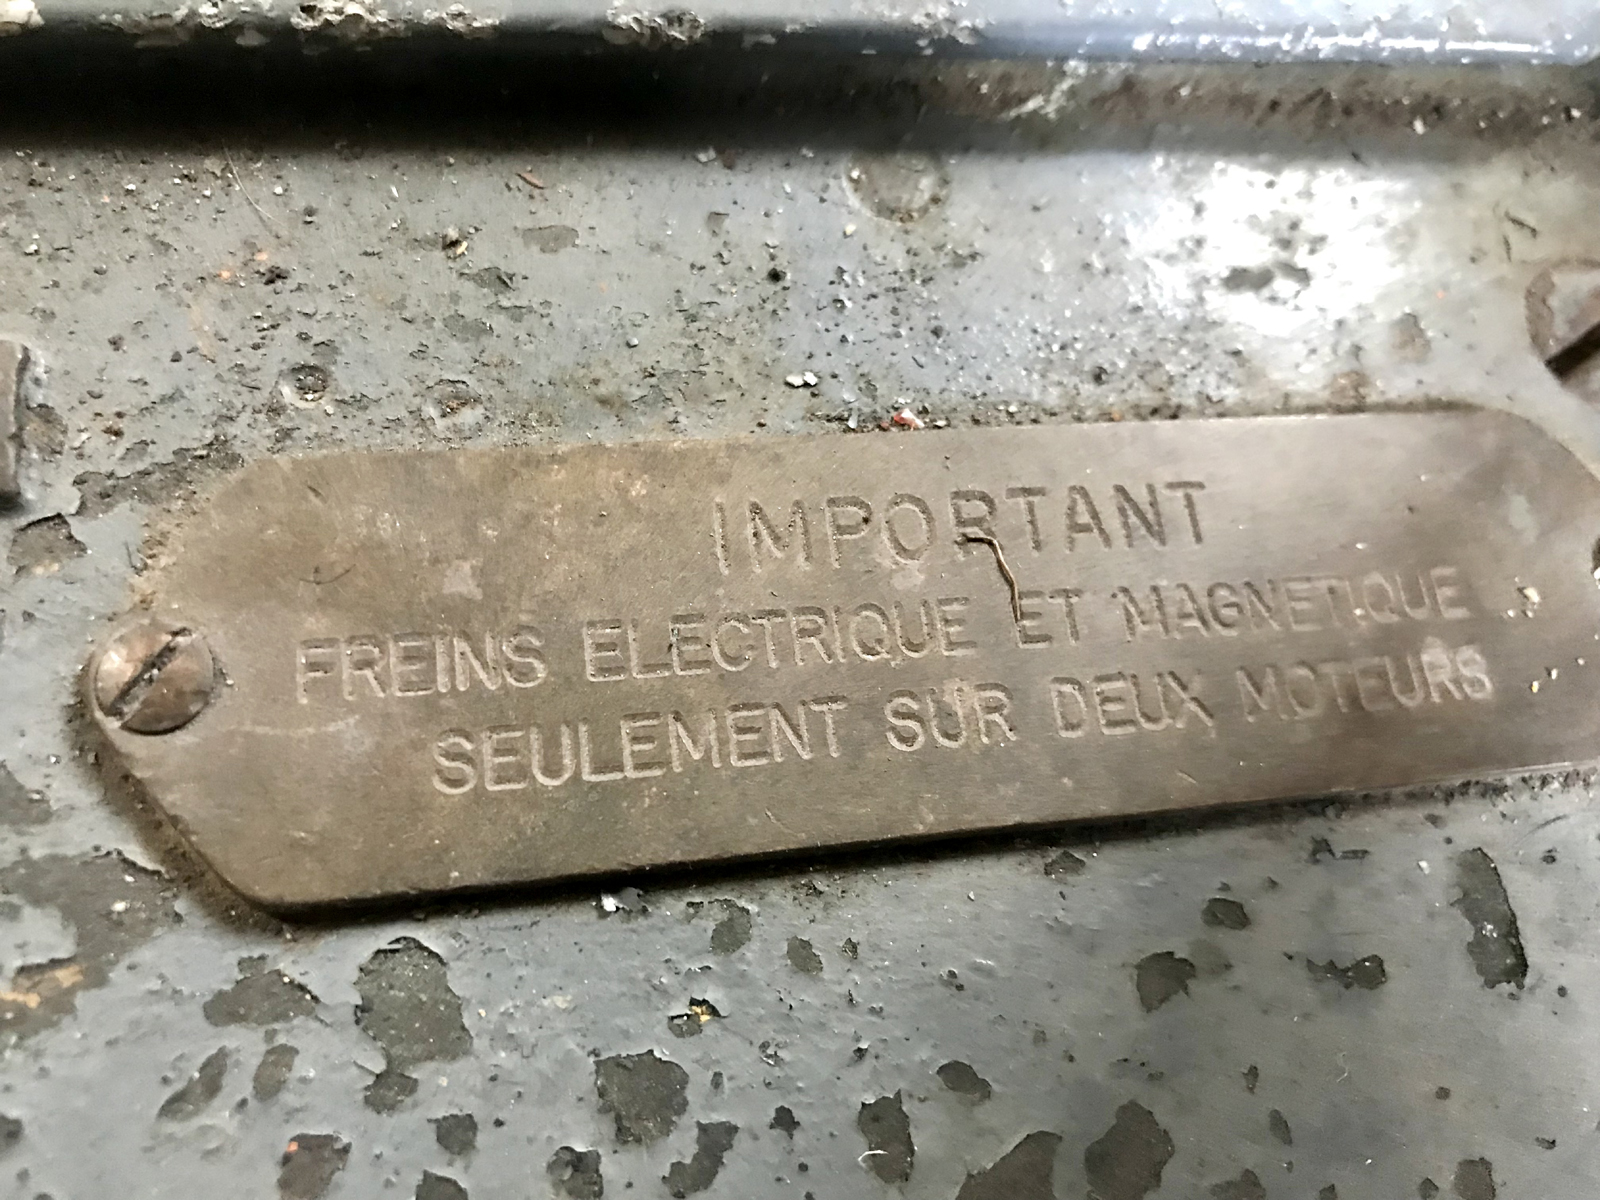 IMPORTANT
FREINS ELECTRIQUE ET MAGNETIQUE
SEULEMENT SUR DEUX MOTEURS